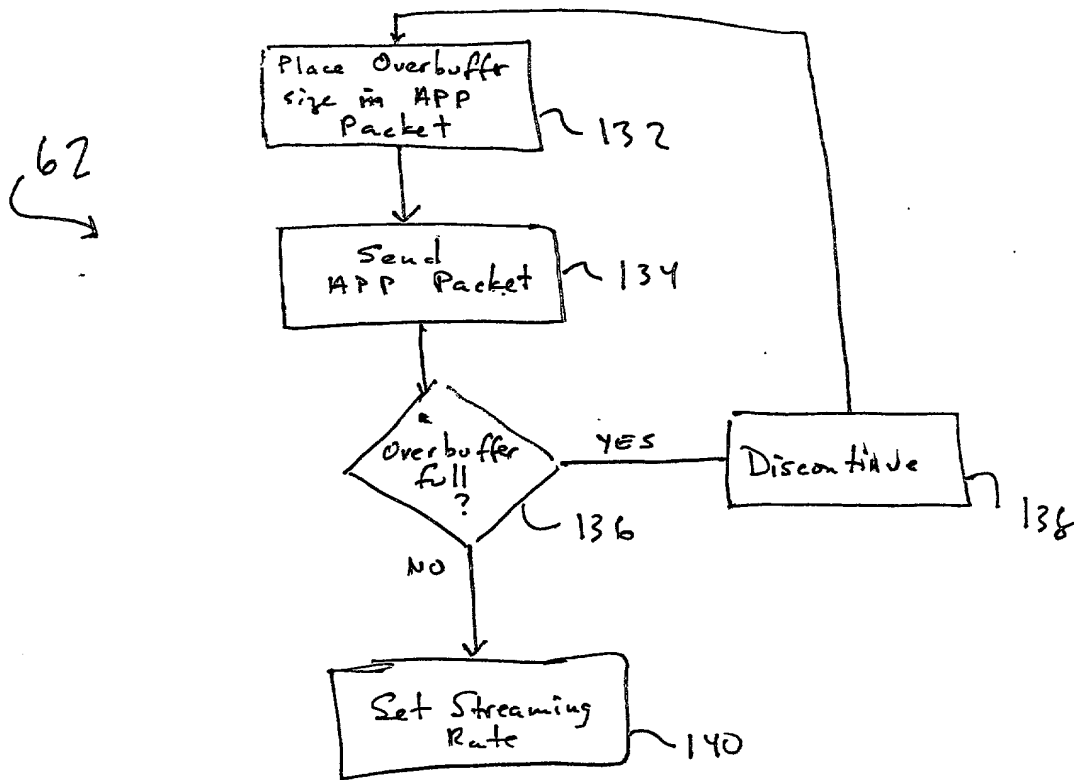 Place Overbuffr
size in APP
Packet
132
62
Send
APP Packet
134
Overbuffer
full
?
136
YES
Discontinue
138
NO
Set Streaming
Rate
140